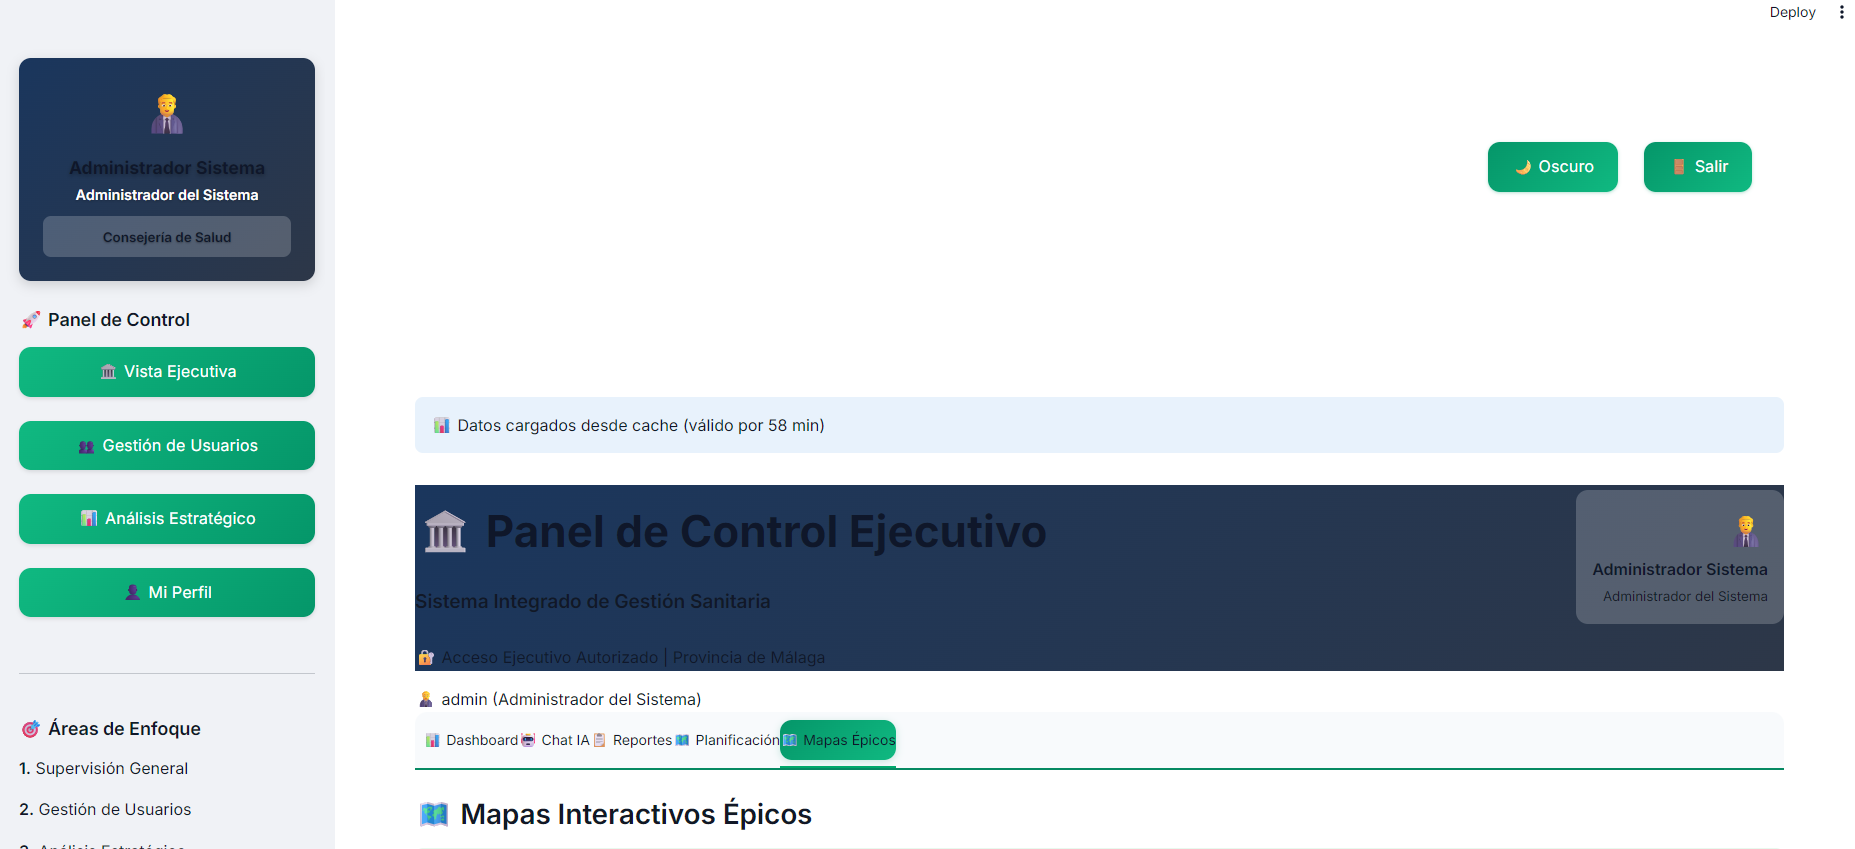 Deploy
Administrador Sistema
Administrador del Sistema
Consejería de Salud
Panel de Control
Vista Ejecutiva
Gestión de Usuarios
Análisis Estratégico
Mi Perfil
Áreas de Enfoque
1. Supervisión General
2. Gestión de Usuarios
3. Análisis Estratégico
Oscuro
Salir
Datos cargados desde cache (válido por 58 min)
Panel de Control Ejecutivo
Sistema Integrado de Gestión Sanitaria
Acceso Ejecutivo Autorizado | Provincia de Málaga
Administrador Sistema
Administrador del Sistema
admin (Administrador del Sistema)
Dashboard Chat IA Reportes Planificación Mapas Épicos
Mapas Interactivos Épicos